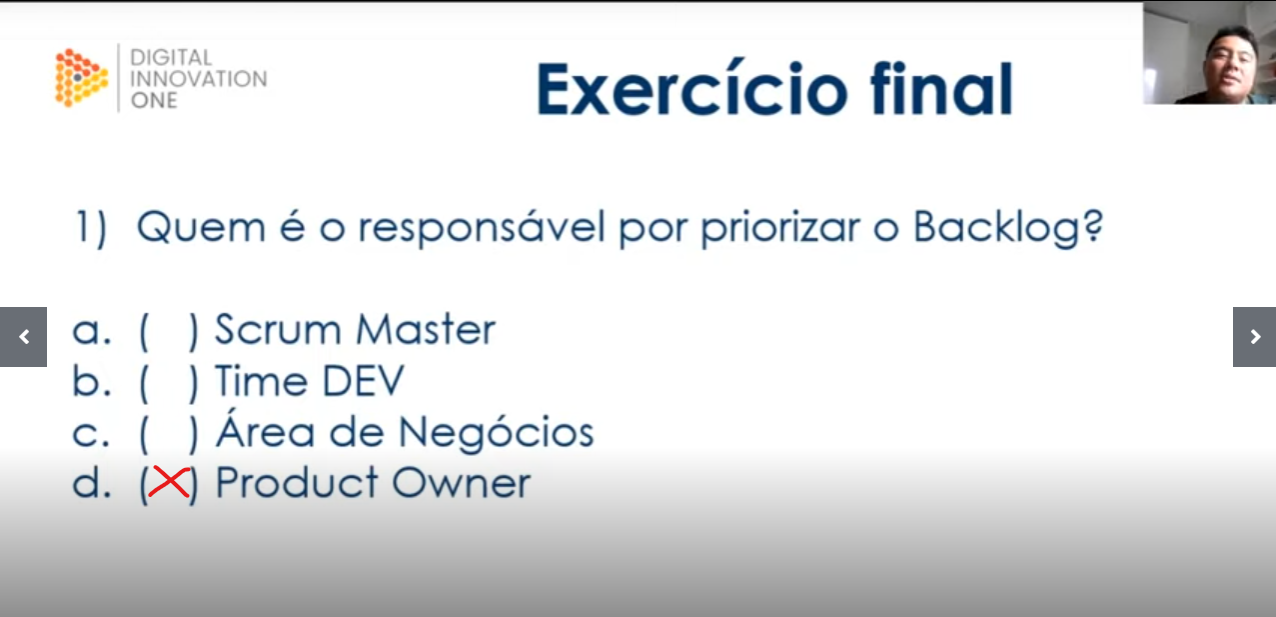 DIGITAL
INNOVATION
ONE
Exercício final
1) Quem é o responsável por priorizar o Backlog?
a. ( ) Scrum Master
b. ( ) Time DEV
c. ( ) Área de Negócios
d. (X) Product Owner